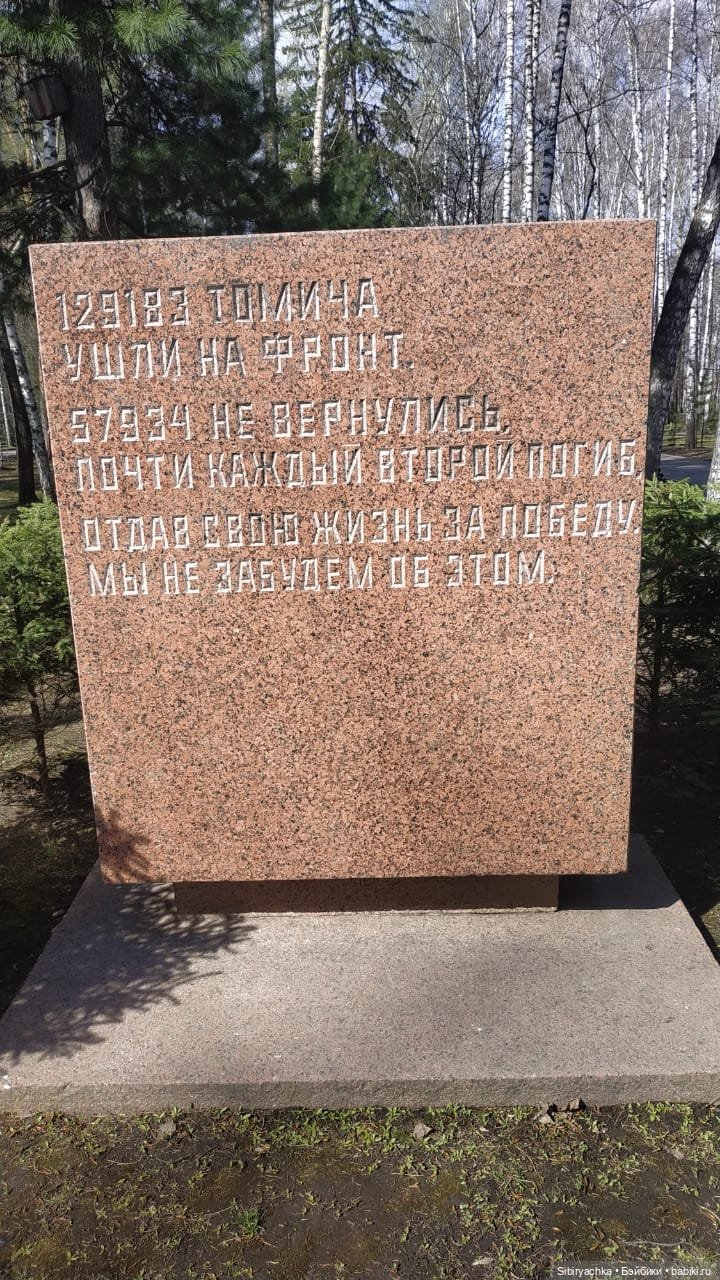 129183 ТОМИЧА
УШЛИ НА ФРОНТ.
57934 НЕ ВЕРНУЛИСЬ,
ПОЧТИ КАЖДЫЙ ВТОРОЙ ПОГИБ,
ОТДАВ СВОЮ ЖИЗНЬ ЗА ПОБЕДУ.
МЫ НЕ ЗАБУДЕМ ОБ ЭТОМ.
Sibiryachka • Бэйбики • babiki.ru